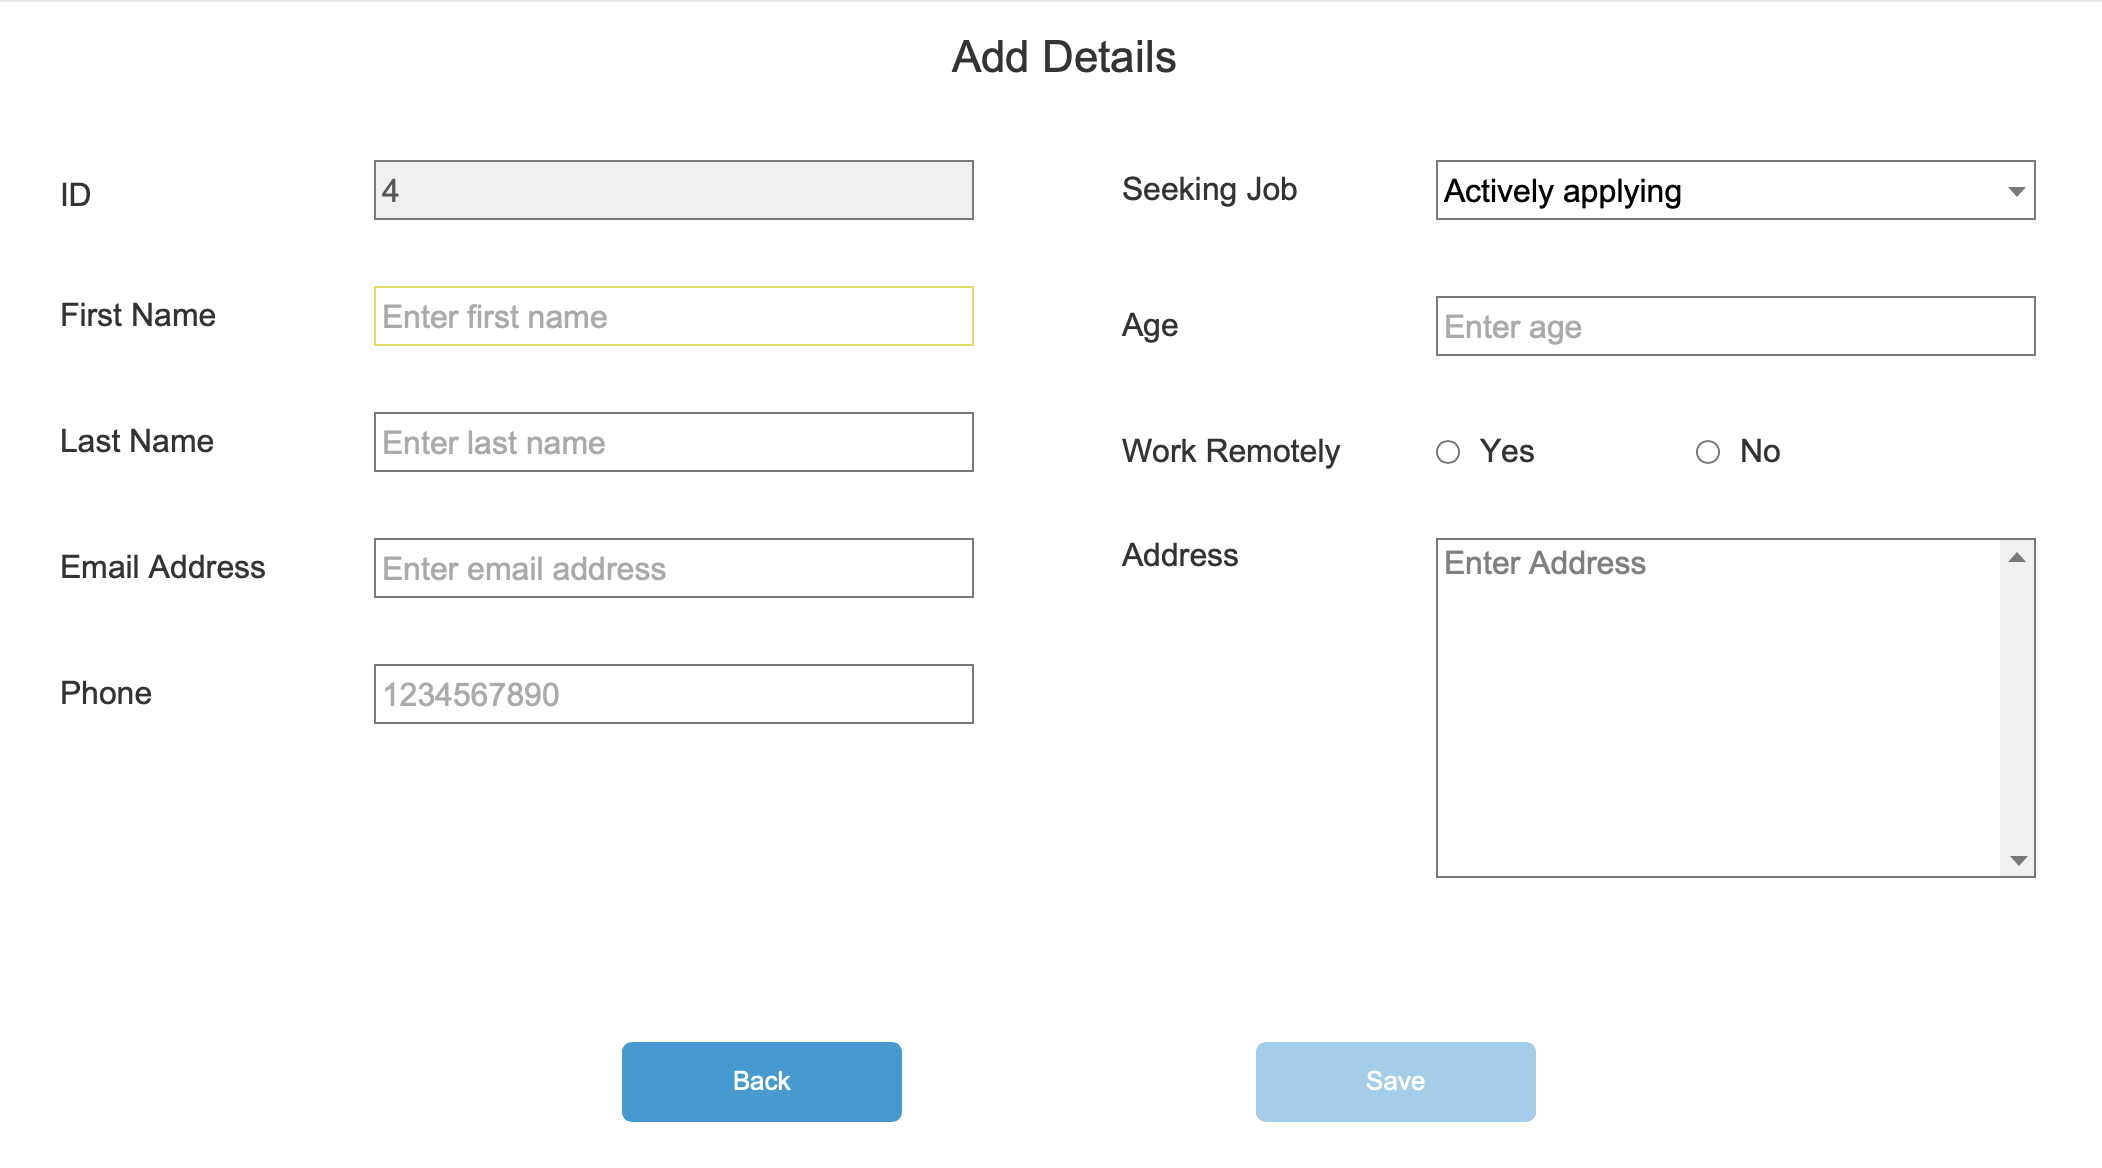 Add Details
ID
4
First Name
Enter first name
Last Name
Enter last name
Email Address
Enter email address
Phone
1234567890
Seeking Job
Actively applying
Age
Enter age
Work Remotely
Yes
No
Address
Enter Address
Back
Save